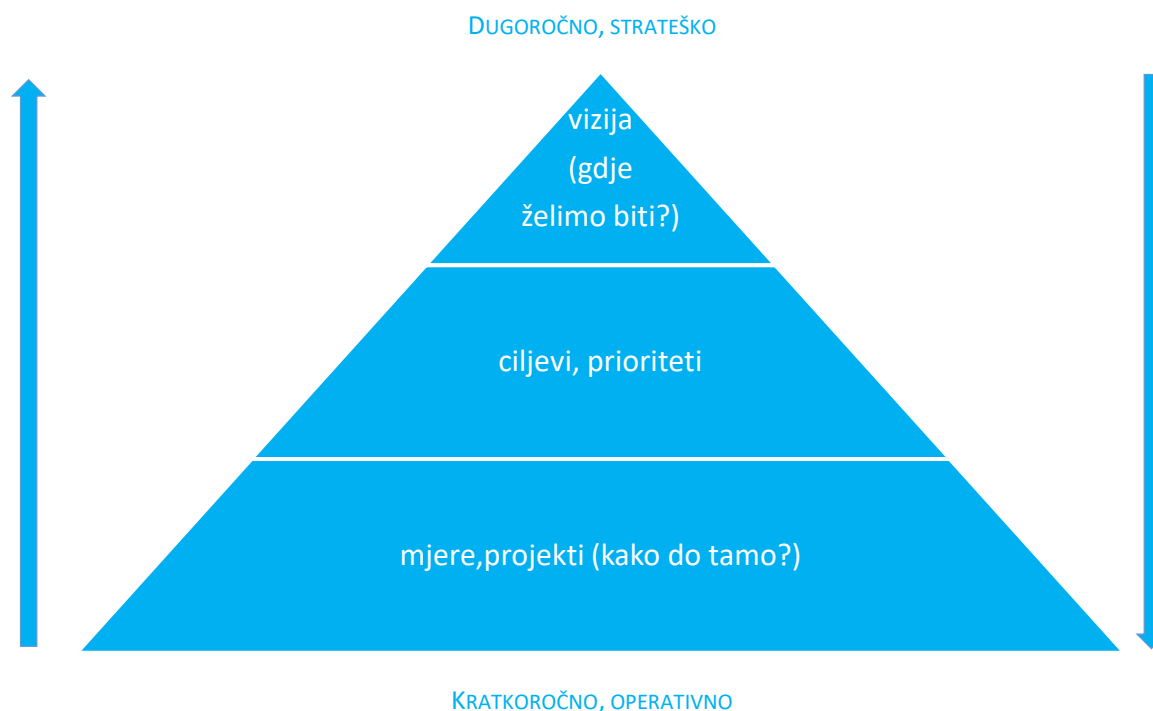 DUGOROČNO, STRATEŠKO
vizija
(gdje
želimo biti?)
ciljevi, prioriteti
mjere,projekti (kako do tamo?)
KRATKOROČNO, OPERATIVNO